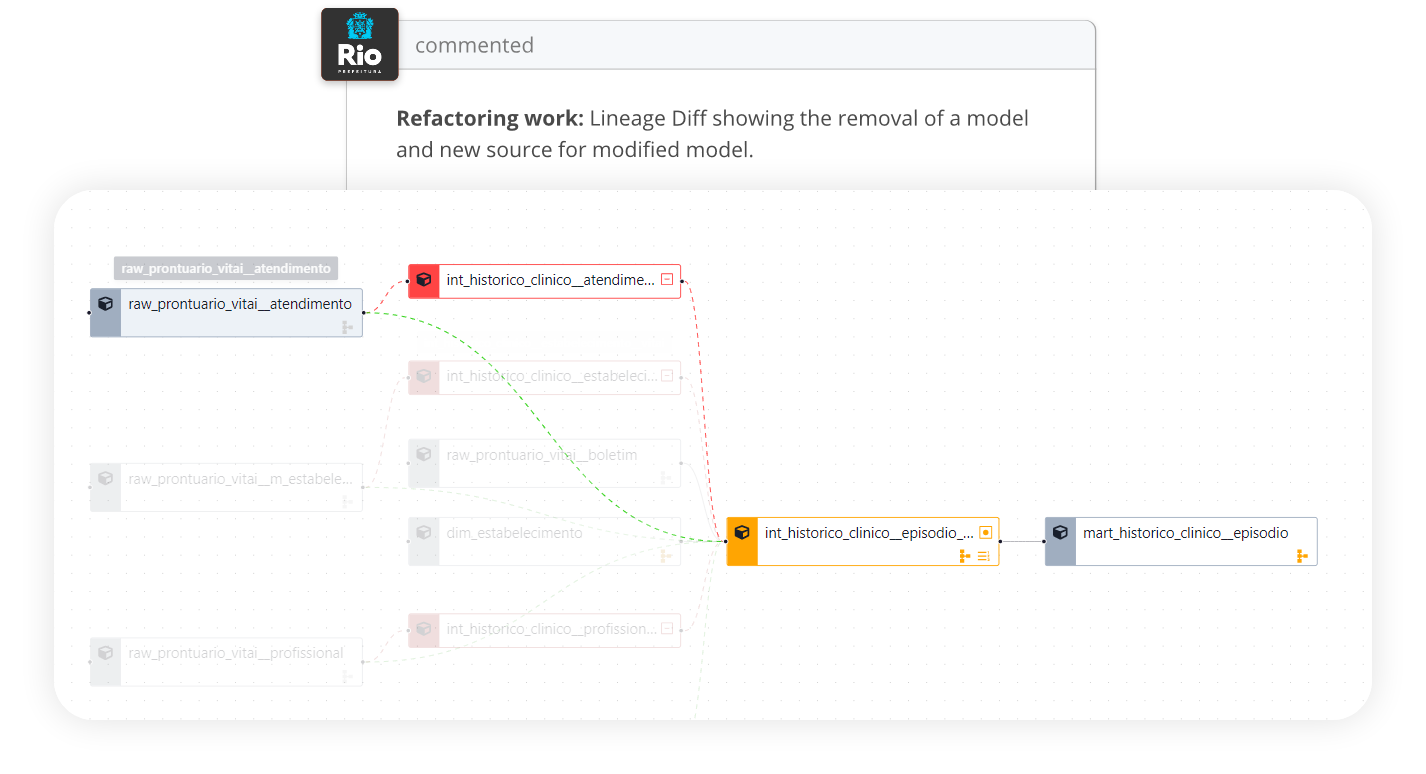 Rio
PREFEITURA
commented
Refactoring work: Lineage Diff showing the removal of a model
and new source for modified model.
raw_prontuario_vitai__atendimento
raw_prontuario_vitai__atendimento
int_historico_clinico__atendime...
int_historico_clinico__estabeleci...
raw_prontuario_vitai__boletim
raw_prontuario_vitai__m_estabele...
dim_estabelecimento
int_historico_clinico__episodio_...
mart_historico_clinico__episodio
int_historico_clinico__profission...
raw_prontuario_vitai__profissional